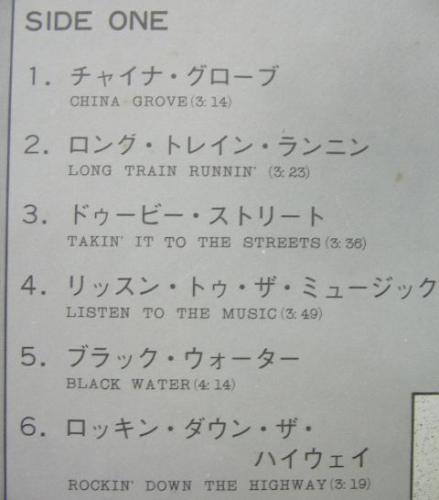 SIDE ONE
1. チャイナ・グローブ
CHINA GROVE(3:14)
2. ロング・トレイン・ランニン
LONG TRAIN RUNNIN' (3:23)
3. ドゥービー・ストリート
TAKIN' IT TO THE STREETS(3:36)
4. リッスン・トゥ・ザ・ミュージック
LISTEN TO THE MUSIC(3:49)
5. ブラック・ウォーター
BLACK WATER(4:14)
6. ロッキン・ダウン・ザ・
ハイウェイ
ROCKIN' DOWN THE HIGHWAY(3:19)